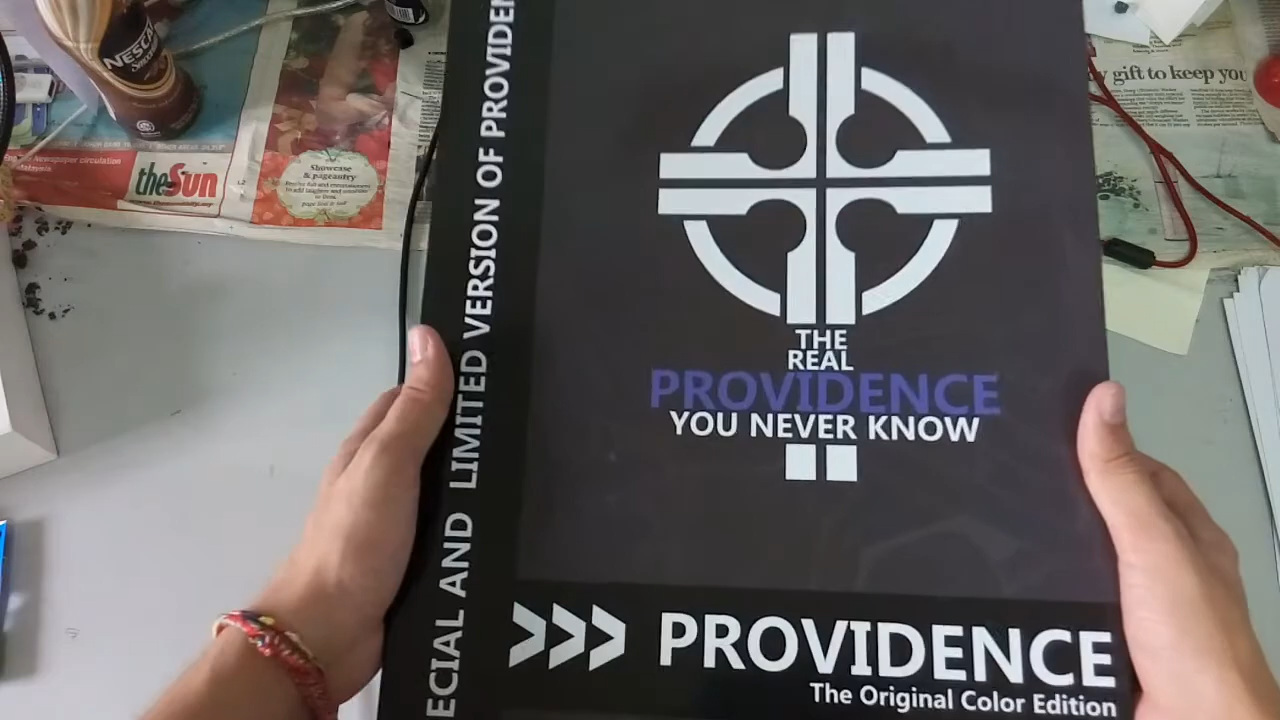 NESCAFÉ
theSun
Showcase
& pageantry
y gift to keep you
ECIAL AND LIMITED VERSION OF PROVIDEN
THE
REAL
PROVIDENCE
YOU NEVER KNOW
>>> PROVIDENCE
The Original Color Edition